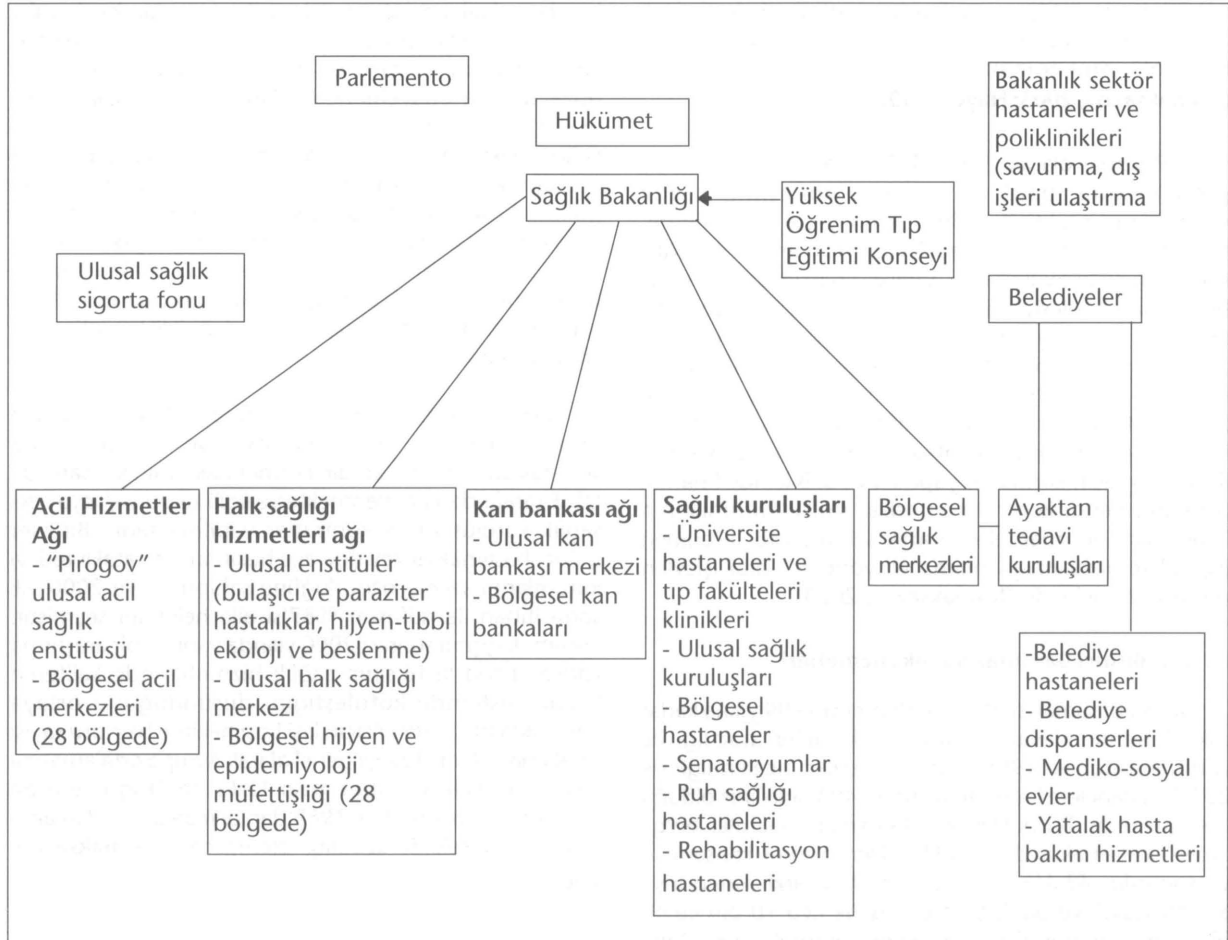 Parlemento
Hükümet
Bakanlık sektör
hastaneleri ve
poliklinikleri
(savunma, dış
işleri ulaştırma
Sağlık Bakanlığı
Yüksek
Öğrenim Tıp
Eğitimi Konseyi
Ulusal sağlık
sigorta fonu
Belediyeler
Acil Hizmetler
Ağı
- “Pirogov”
ulusal acil
sağlık
enstitüsü
- Bölgesel acil
merkezleri
(28 bölgede)
Halk sağlığı
hizmetleri ağı
- Ulusal enstitüler
(bulaşıcı ve paraziter
hastalıklar, hijyen-tıbbi
ekoloji ve beslenme)
- Ulusal halk sağlığı
merkezi
- Bölgesel hijyen ve
epidemiyoloji
müfettişliği (28
bölgede)
Kan bankası ağı
- Ulusal kan
bankası merkezi
- Bölgesel kan
bankaları
Sağlık kuruluşları
- Üniversite
hastaneleri ve
tıp fakülteleri
klinikleri
- Ulusal sağlık
kuruluşları
- Bölgesel
hastaneler
- Senatoryumlar
- Ruh sağlığı
hastaneleri
- Rehabilitasyon
hastaneleri
Bölgesel
sağlık
merkezleri
Ayaktan
tedavi
kuruluşları
-Belediye
hastaneleri
- Belediye
dispanserleri
- Mediko-sosyal
evler
- Yatalak hasta
bakım hizmetleri